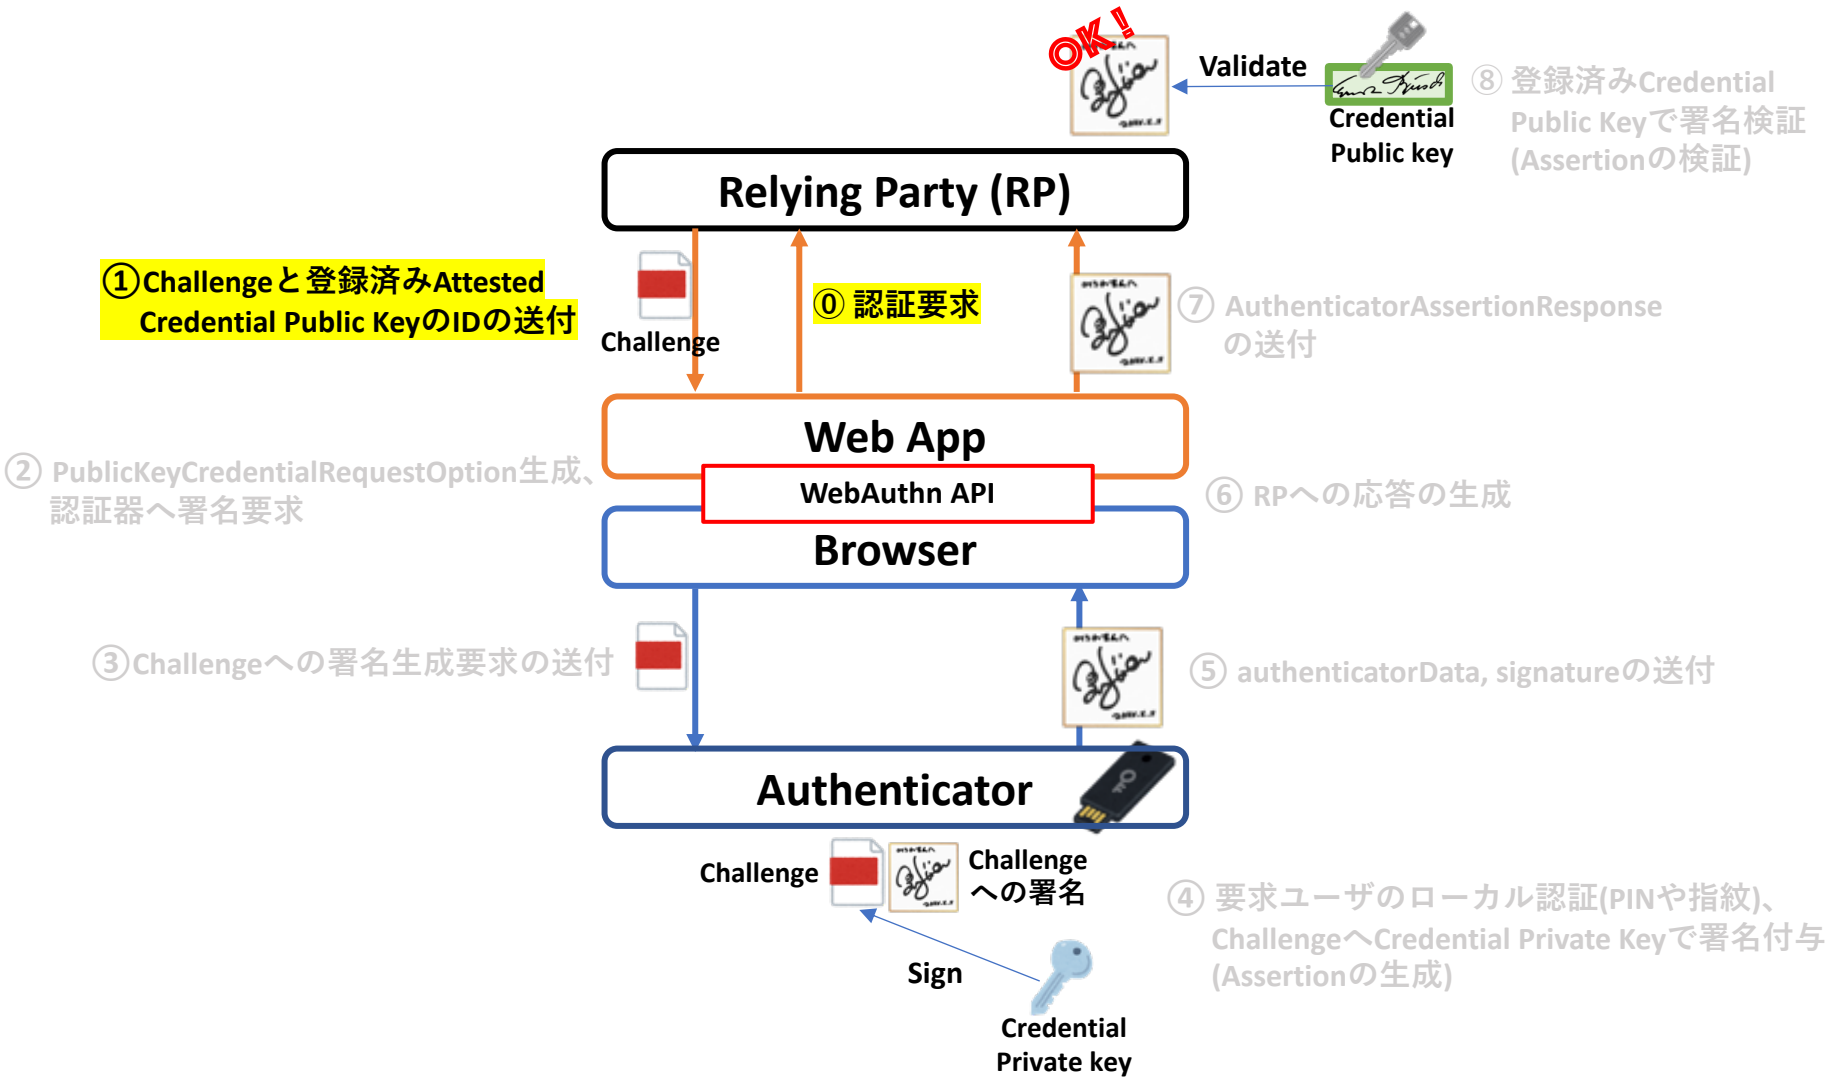 OK!
Validate
Credential
Public key
⑧ 登録済みCredential
Public Keyで署名検証
(Assertionの検証)
Relying Party (RP)
①Challengeと登録済みAttested
Credential Public KeyのIDの送付
Challenge
⓪ 認証要求
⑦ AuthenticatorAssertionResponse
の送付
Web App
WebAuthn API
Browser
② PublicKeyCredentialRequestOption生成、
認証器へ署名要求
⑥ RPへの応答の生成
③Challengeへの署名生成要求の送付
⑤ authenticatorData, signatureの送付
Authenticator
Challenge
Challenge
への署名
④ 要求ユーザのローカル認証(PINや指紋)、
ChallengeへCredential Private Keyで署名付与
(Assertionの生成)
Sign
Credential
Private key